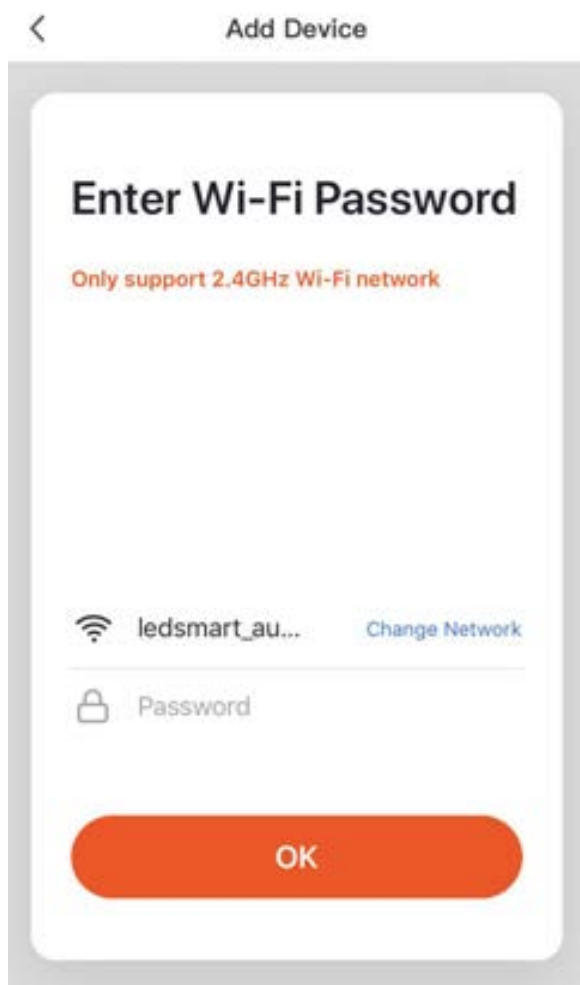 Add Device
Enter Wi-Fi Password
Only support 2.4GHz Wi-Fi network
ledsmart_au... Change Network
Password
OK